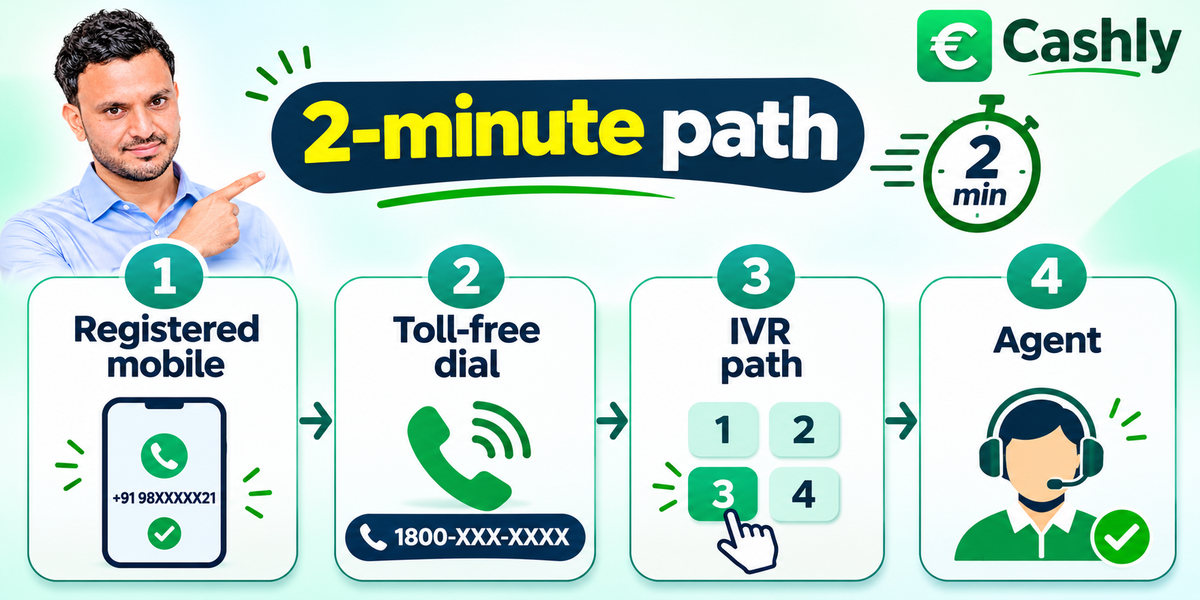 € Cashly
2-minute path
2
min
1
Registered
mobile
+91 98XXXXX21
2
Toll-free
dial
1800-XXX-XXXX
3
IVR
path
1 2
3 4
4
Agent